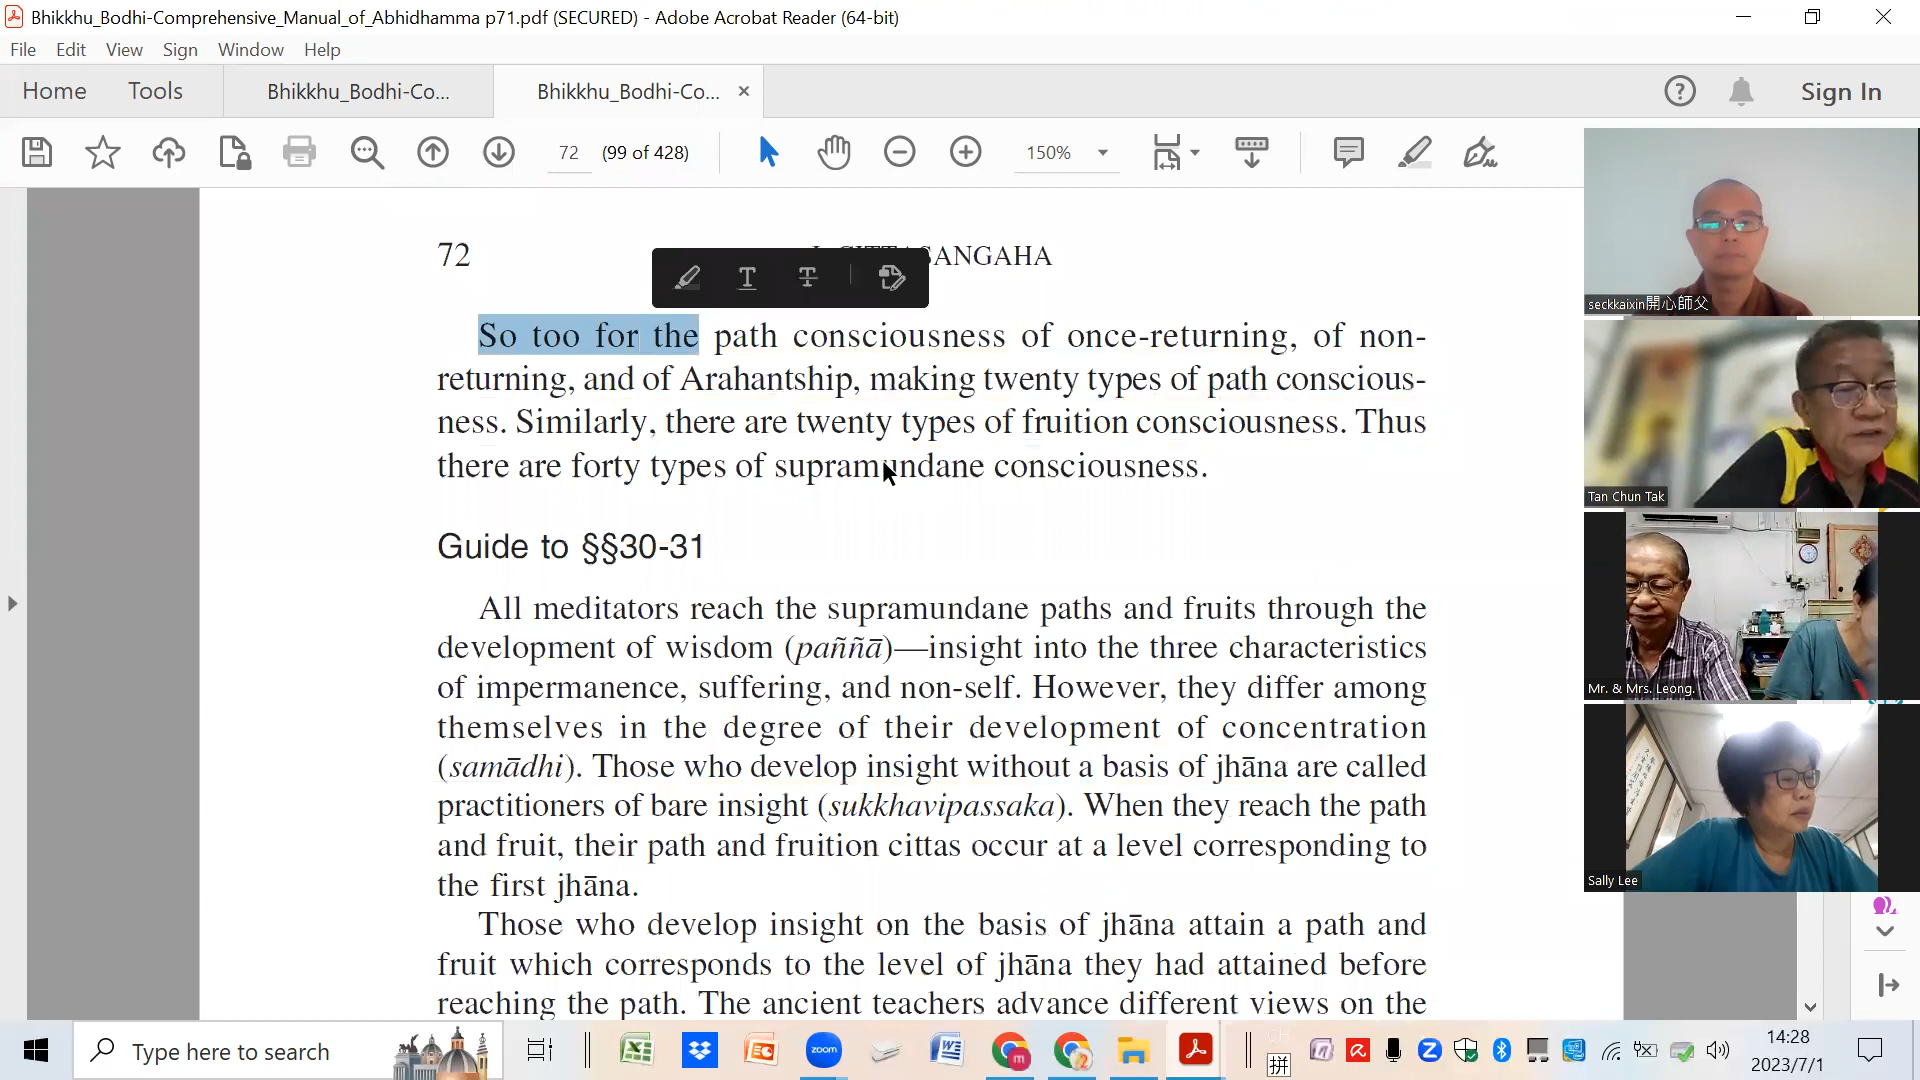 Bhikkhu_Bodhi-Comprehensive_Manual_of_Abhidhamma p71.pdf (SECURED) - Adobe Acrobat Reader (64-bit)
File Edit View Sign Window Help
Home Tools Bhikkhu_Bodhi-Co... Bhikkhu_Bodhi-Co... Sign In
72 (99 of 428) 150%
72 SANGAHA
So too for the path consciousness of once-returning, of non-
returning, and of Arahantship, making twenty types of path conscious-
ness. Similarly, there are twenty types of fruition consciousness. Thus
there are forty types of supramundane consciousness.
Guide to §§30-31
All meditators reach the supramundane paths and fruits through the
development of wisdom (paññā)—insight into the three characteristics
of impermanence, suffering, and non-self. However, they differ among
themselves in the degree of their development of concentration
(samādhi). Those who develop insight without a basis of jhāna are called
practitioners of bare insight (sukkhavipassaka). When they reach the path
and fruit, their path and fruition cittas occur at a level corresponding to
the first jhāna.
Those who develop insight on the basis of jhāna attain a path and
fruit which corresponds to the level of jhāna they had attained before
reaching the path. The ancient teachers advance different views on the
seckkaixin開心師父
Tan Chun Tak
Mr. & Mrs. Leong.
Sally Lee
Type here to search
zoom
拼
14:28
2023/7/1